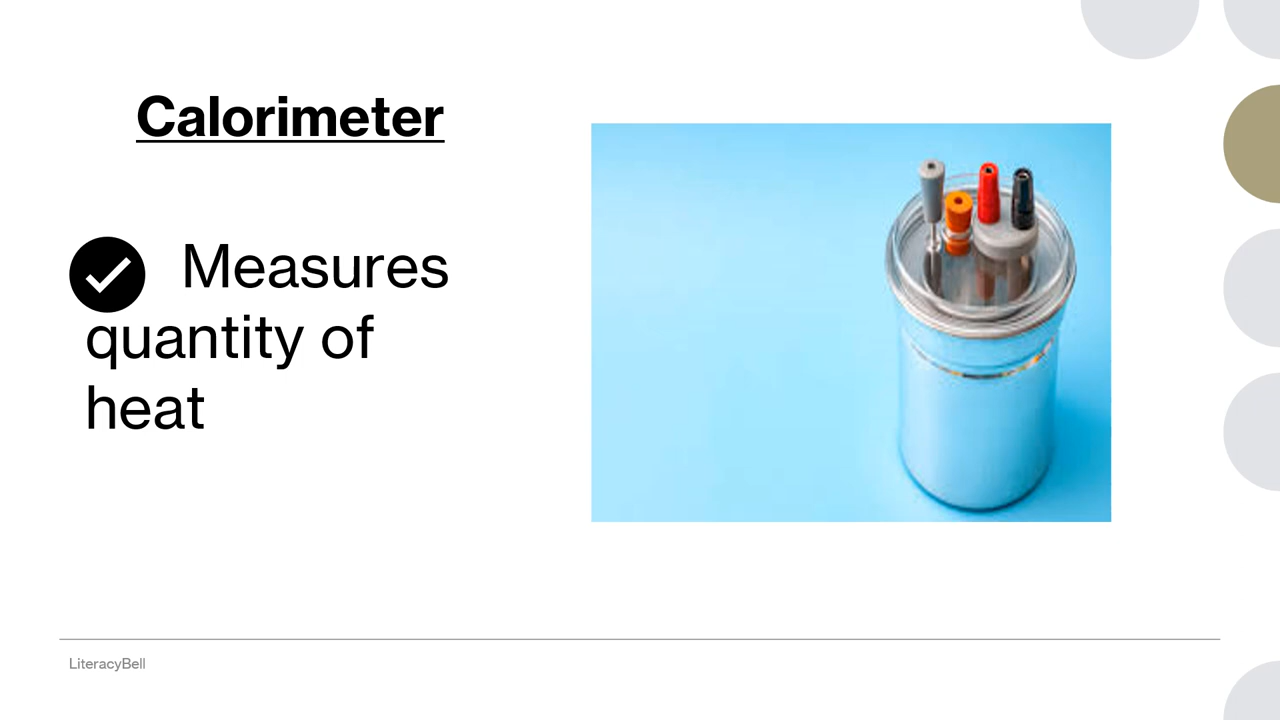 Calorimeter
Measures
quantity of
heat
LiteracyBell